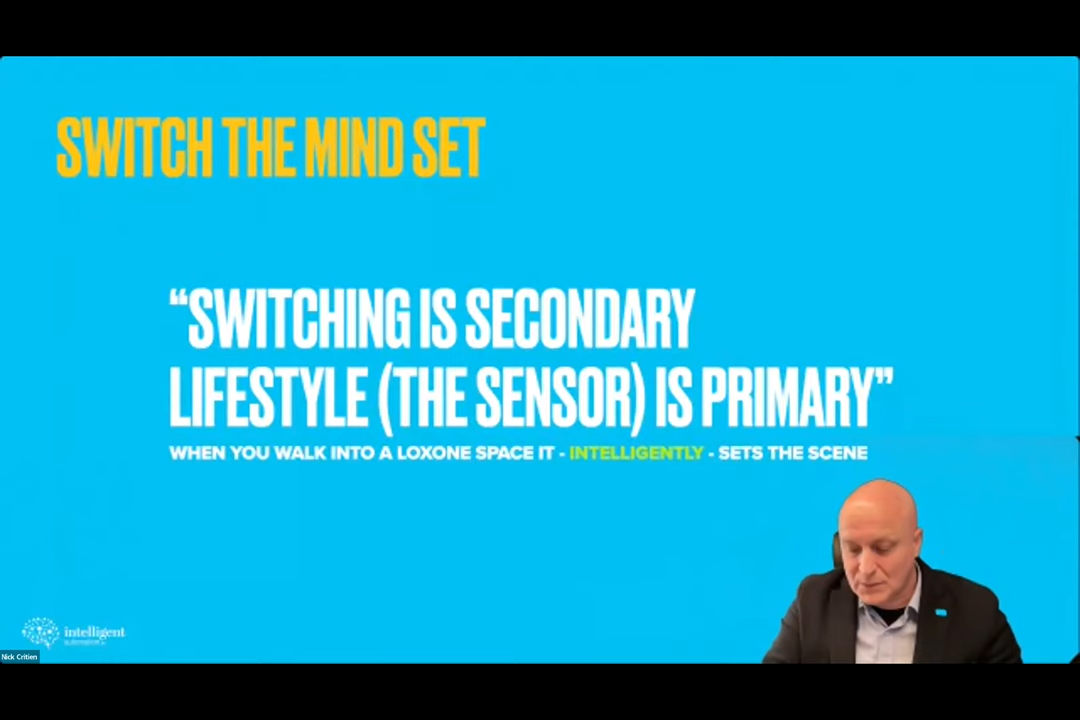 SWITCH THE MIND SET
“SWITCHING IS SECONDARY
LIFESTYLE (THE SENSOR) IS PRIMARY”
WHEN YOU WALK INTO A LOXONE SPACE IT - INTELLIGENTLY - SETS THE SCENE
intelligent
Nick Critien